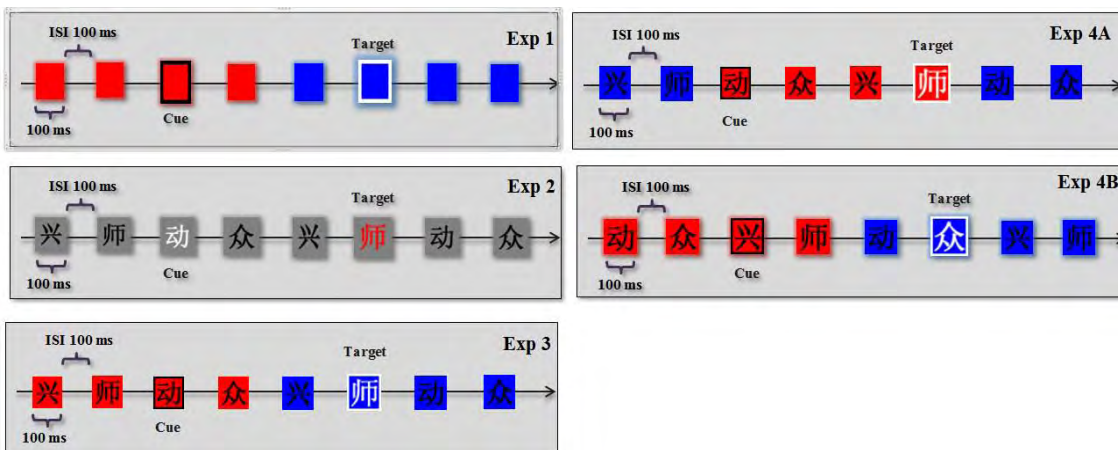 ISI 100 ms
Exp 1
Target
Cue
100 ms
ISI 100 ms
Exp 2
Target
兴 师 动 众 兴 师 动 众
Cue
100 ms
ISI 100 ms
Exp 3
Target
兴 师 动 众 兴 师 动 众
Cue
100 ms
ISI 100 ms
Exp 4A
Target
兴 师 动 众 兴 师 动 众
100 ms
Cue
ISI 100 ms
Exp 4B
Target
动 众 兴 师 动 众 兴 师
Cue
100 ms